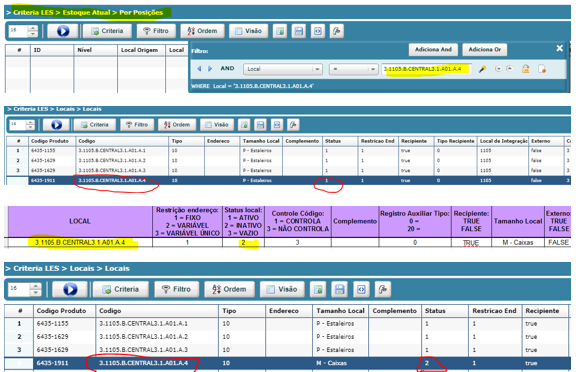 > Criteria LES > Estoque Atual > Por Posições
16 Criteria Filtro Ordem Visão
# ID Nivel Local Origem Local
Filtro: Adiciona And Adiciona Or
AND Local = 3.1105.B.CENTRAL3.1.A01.A.4
WHERE Local = "3.1105.B.CENTRAL3.1.A01.A.4"
> Criteria LES > Locais > Locais
16 Criteria Filtro Ordem Visão
# Codigo Produto Codigo Tipo Endereco Tamanho Local Complemento Status Restricao End Recipiente Tipo Recipiente Local de Integração Externo Co
1 6435-1155 3.1105.B.CENTRAL3.1.A01.A.1 10 P - Estaleiros 1 1 true 0 1105 false 3
2 6435-1629 3.1105.B.CENTRAL3.1.A01.A.2 10 P - Estaleiros 1 1 true 0 1105 false 3
3 6435-1629 3.1105.B.CENTRAL3.1.A01.A.3 10 P - Estaleiros 1 1 true 0 1105 false 3
6435-1911 3.1105.B.CENTRAL3.1.A01.A.4 10 P - Estaleiros 1 1 true 0 1105 false 3
LOCAL Restrição endereço: 1 = FIXO 2 = VARIÁVEL 3 = VARIÁVEL ÚNICO Status local: 1 = ATIVO 2 = INATIVO 3 = VAZIO Controle Código: 1 = CONTROLA 3 = NÃO CONTROLA Complemento Registro Auxiliar Tipo: 0 = 20 = Recipiente: TRUE FALSE Tamanho Local Externo: TRUE FALSE
3.1105.B.CENTRAL3.1.A01.A.4 1 2 3 0 TRUE M - Caixas FALSE
> Criteria LES > Locais > Locais
16 Criteria Filtro Ordem Visão
# Codigo Produto Codigo Tipo Endereco Tamanho Local Complemento Status Restricao End Recipiente
1 6435-1155 3.1105.B.CENTRAL3.1.A01.A.1 10 P - Estaleiros 1 1 true
2 6435-1629 3.1105.B.CENTRAL3.1.A01.A.2 10 P - Estaleiros 1 1 true
3 6435-1629 3.1105.B.CENTRAL3.1.A01.A.3 10 P - Estaleiros 1 1 true
6435-1911 3.1105.B.CENTRAL3.1.A01.A.4 10 M - Caixas 2 1 true